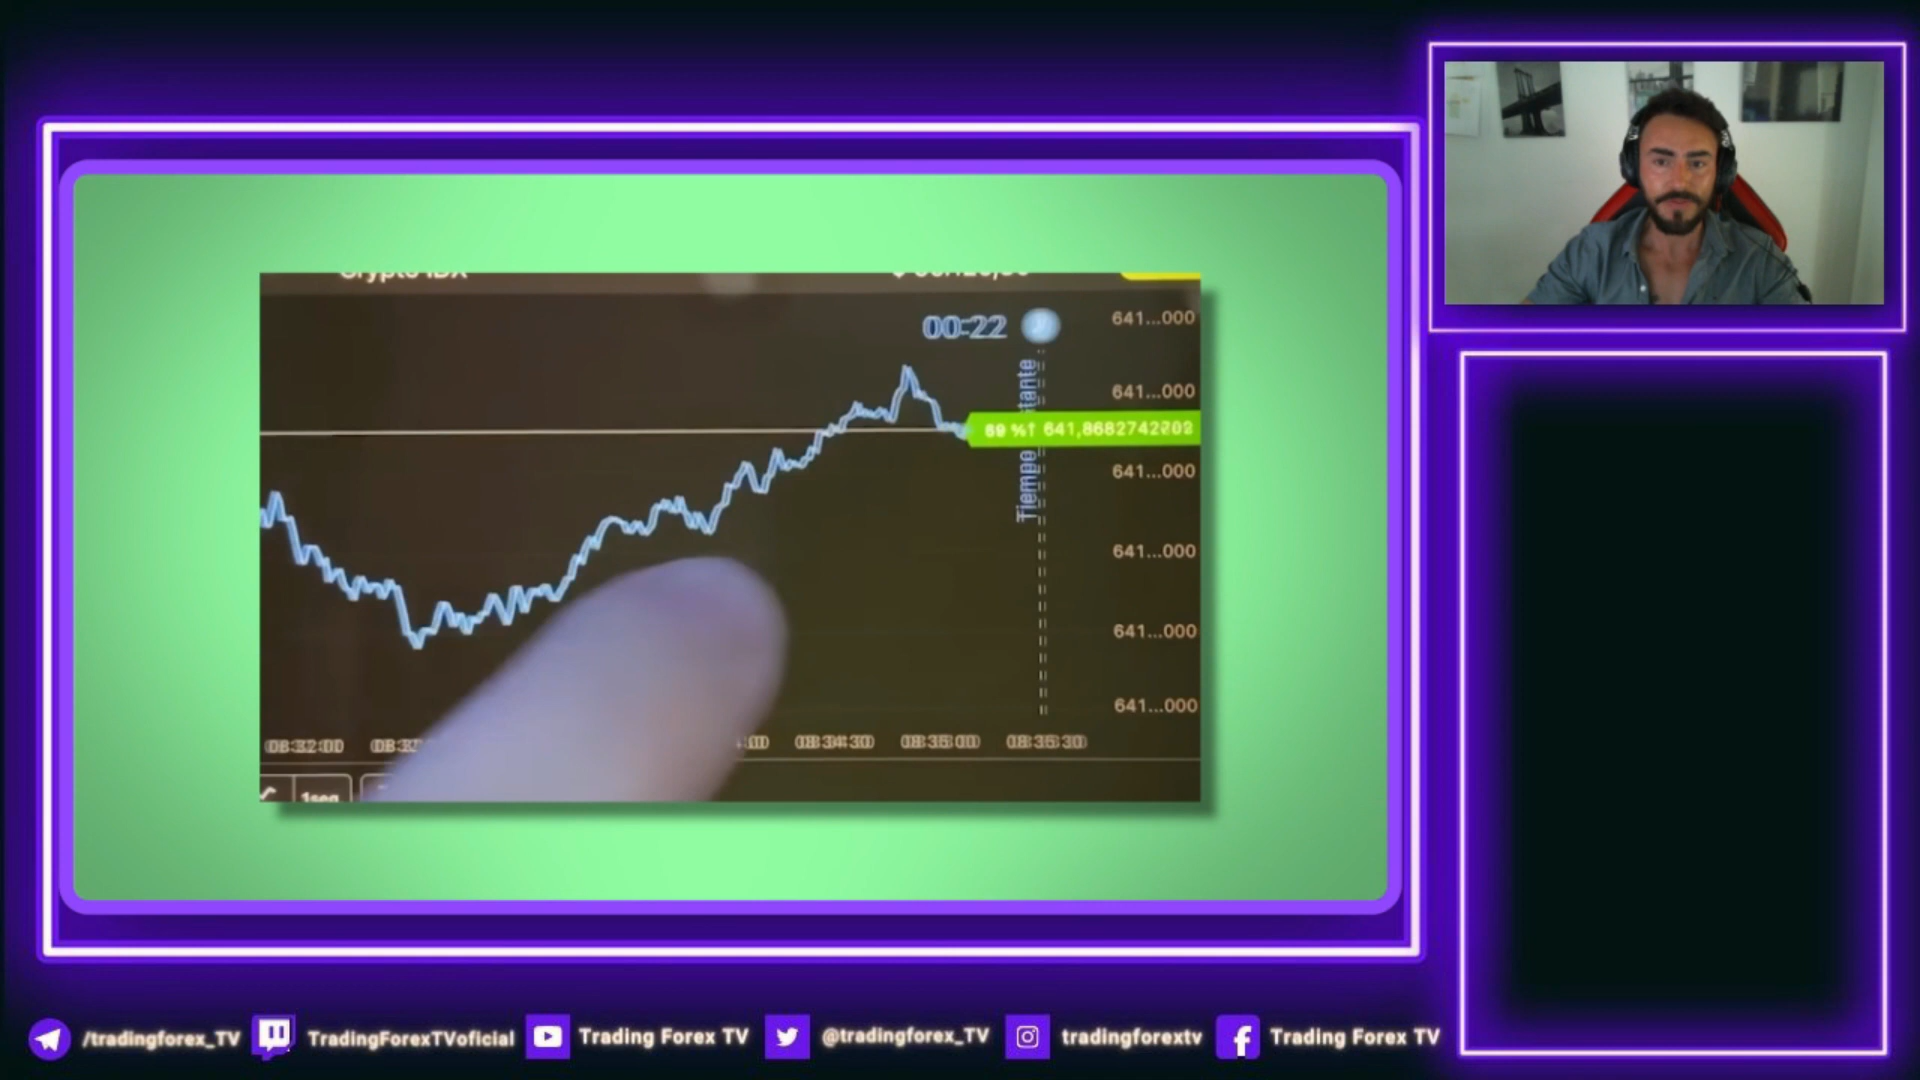 00:22
641...000
641...000
69 %↑ 641,8682742202
641...000
641...000
641...000
641...000
Tiempo
08:32:00
08:34:30
08:35:00
08:35:30
1seg
/tradingforex_TV
TradingForexTVoficial
Trading Forex TV
@tradingforex_TV
tradingforextv
Trading Forex TV